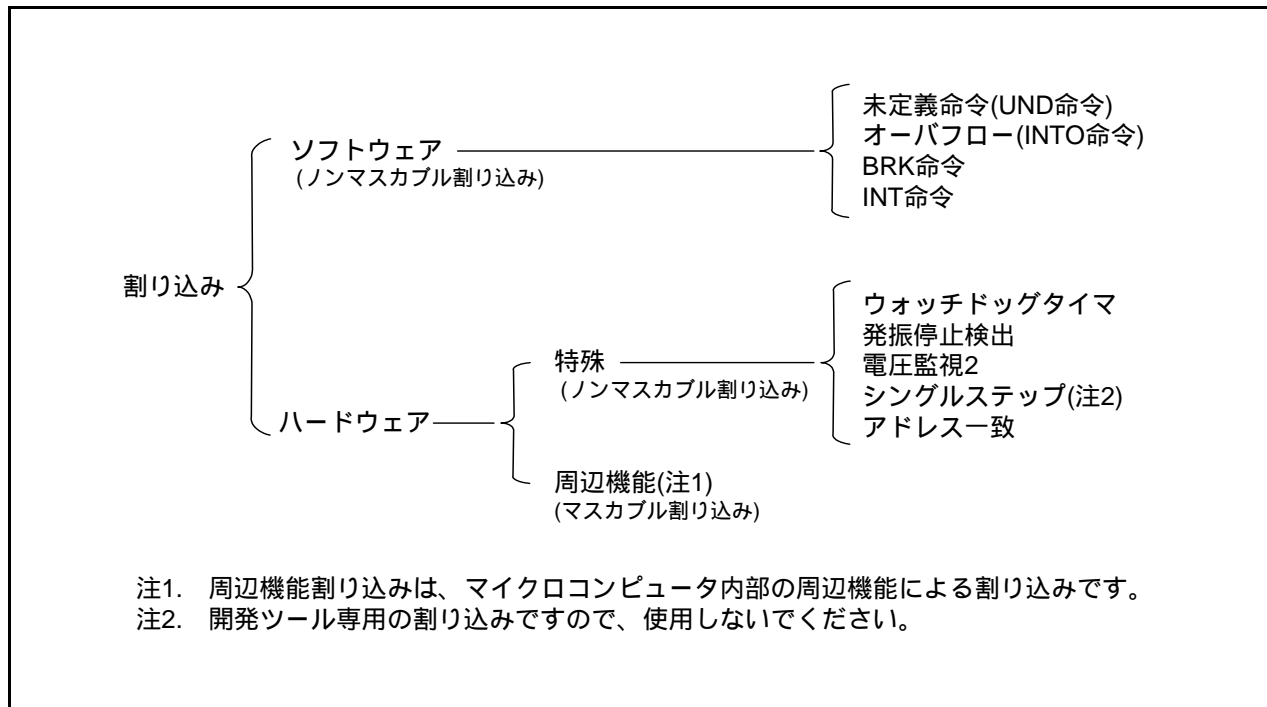 割り込み
ソフトウェア
(ノンマスカブル割り込み)
未定義命令(UND命令)
オーバフロー(INTO命令)
BRK命令
INT命令
ハードウェア
特殊
(ノンマスカブル割り込み)
ウォッチドッグタイマ
発振停止検出
電圧監視2
シングルステップ(注2)
アドレス一致
周辺機能(注1)
(マスカブル割り込み)
注1. 周辺機能割り込みは、マイクロコンピュータ内部の周辺機能による割り込みです。
注2. 開発ツール専用の割り込みですので、使用しないでください。